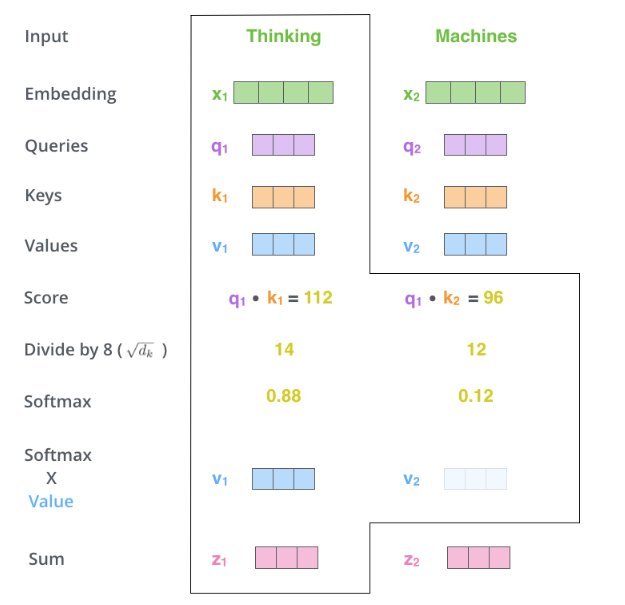 Input Thinking Machines
Embedding x₁ x₂
Queries q₁ q₂
Keys k₁ k₂
Values v₁ v₂
Score q₁ • k₁ = 112 q₁ • k₂ = 96
Divide by 8 ( √dₖ ) 14 12
Softmax 0.88 0.12
Softmax
X v₁ v₂
Value
Sum z₁ z₂